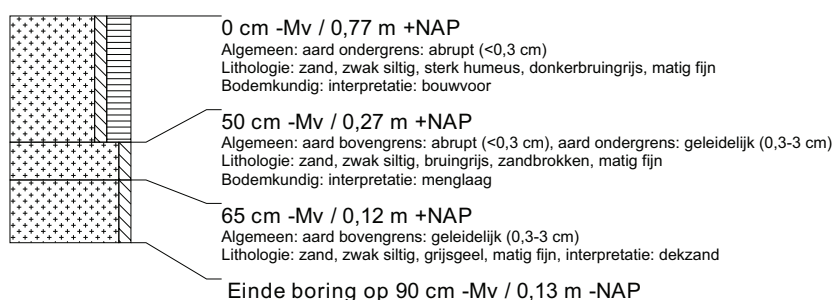 0 cm -Mv / 0,77 m +NAP
Algemeen: aard ondergrens: abrupt (<0,3 cm)
Lithologie: zand, zwak siltig, sterk humeus, donkerbruingrijs, matig fijn
Bodemkundig: interpretatie: bouwvoor
50 cm -Mv / 0,27 m +NAP
Algemeen: aard bovengrens: abrupt (<0,3 cm), aard ondergrens: geleidelijk (0,3-3 cm)
Lithologie: zand, zwak siltig, bruingrijs, zandbrokken, matig fijn
Bodemkundig: interpretatie: menglaag
65 cm -Mv / 0,12 m +NAP
Algemeen: aard bovengrens: geleidelijk (0,3-3 cm)
Lithologie: zand, zwak siltig, grijsgeel, matig fijn, interpretatie: dekzand
Einde boring op 90 cm -Mv / 0,13 m -NAP